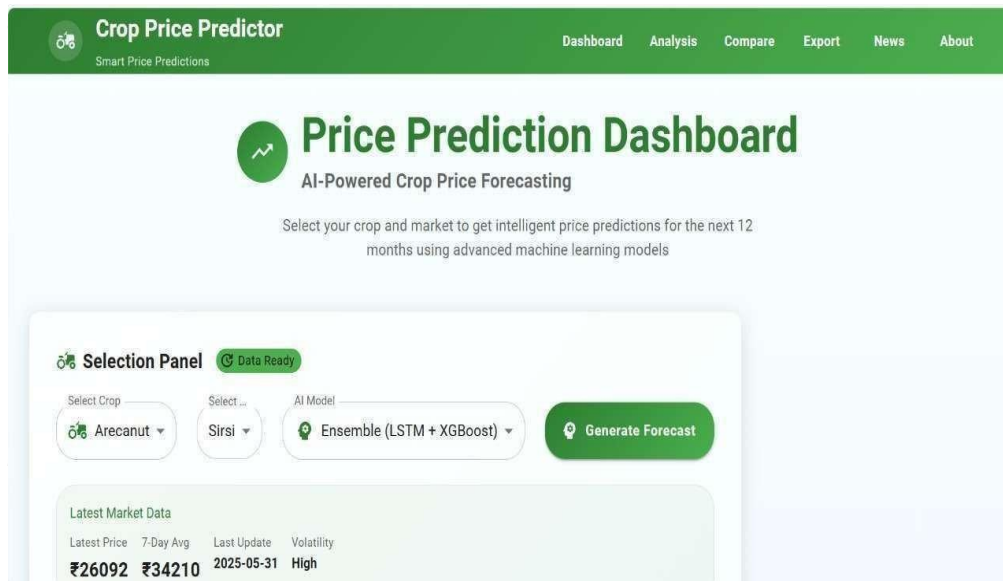 Crop Price Predictor
Smart Price Predictions
Dashboard Analysis Compare Export News About
Price Prediction Dashboard
AI-Powered Crop Price Forecasting
Select your crop and market to get intelligent price predictions for the next 12
months using advanced machine learning models
Selection Panel Data Ready
Select Crop Select ... AI Model
Arecanut Sirsi Ensemble (LSTM + XGBoost) Generate Forecast
Latest Market Data
Latest Price 7-Day Avg Last Update Volatility
₹26092 ₹34210 2025-05-31 High